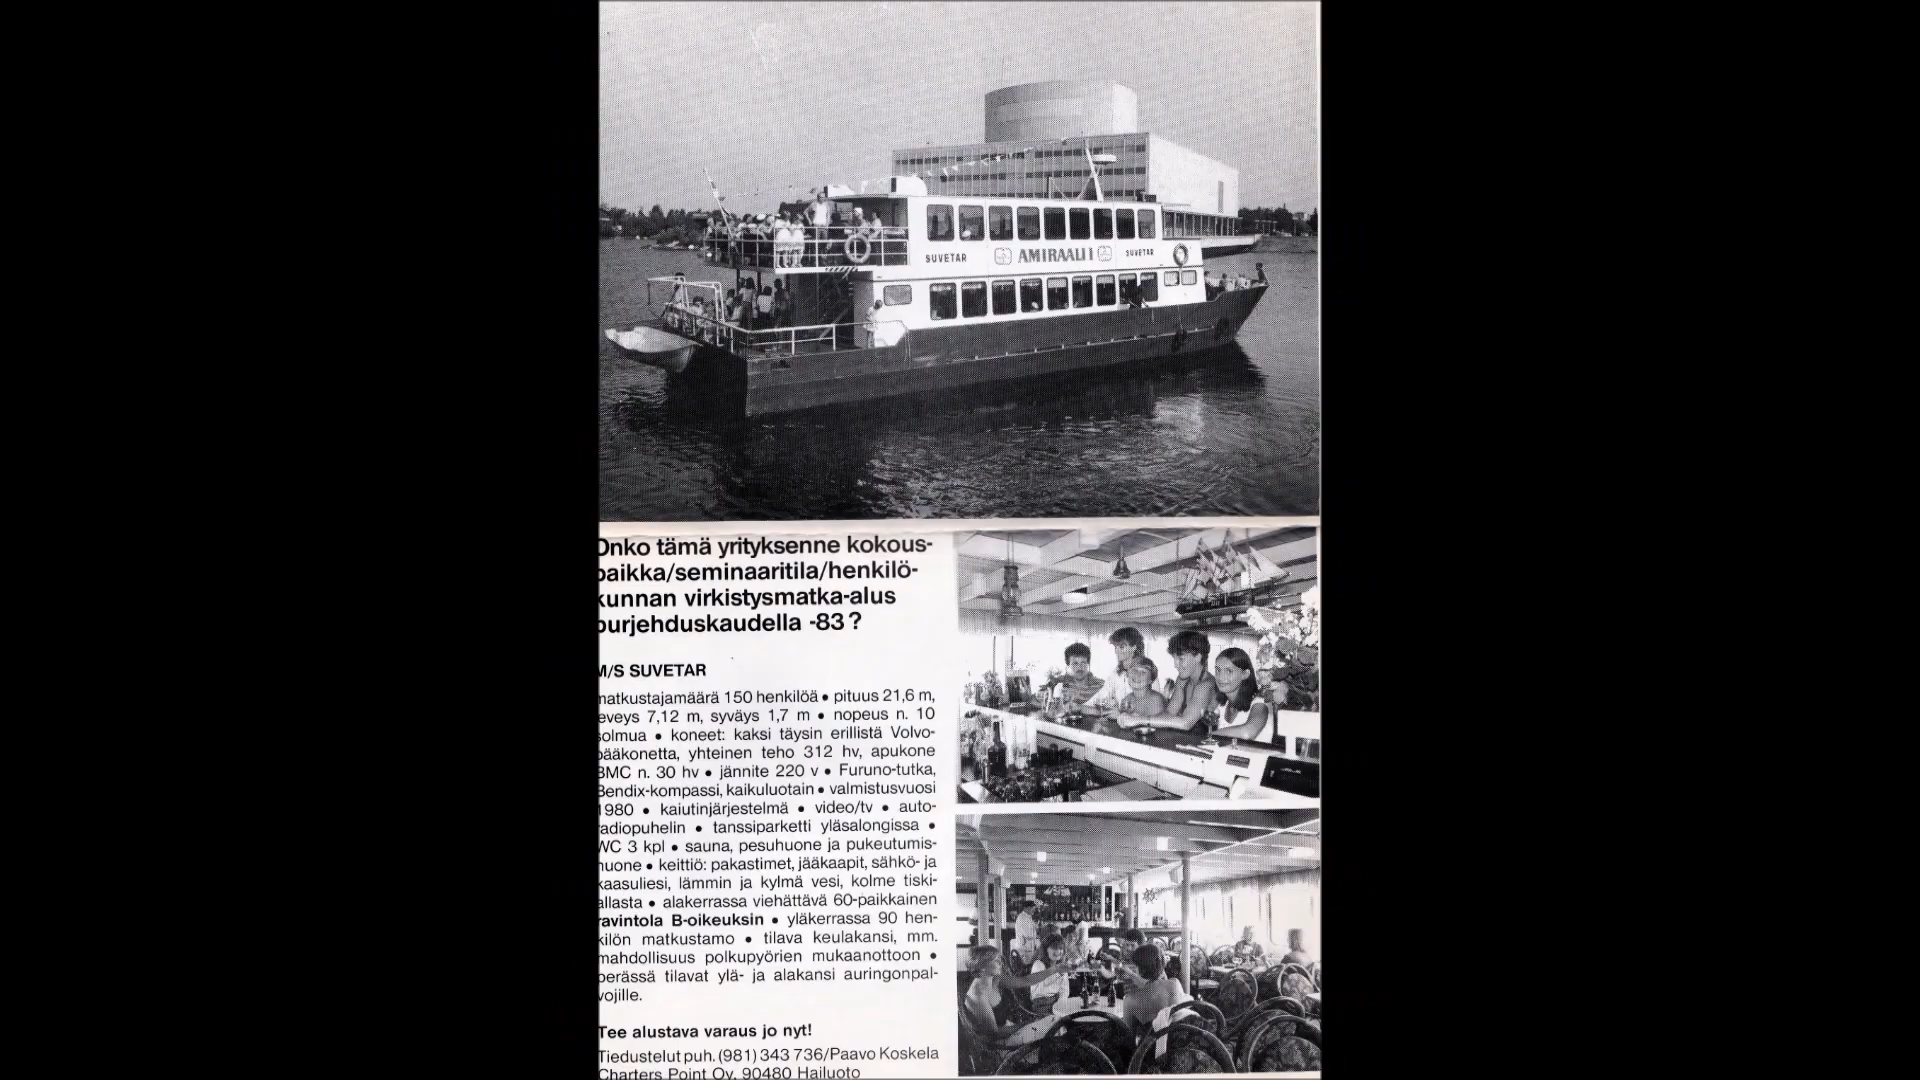 SUVETAR AMIRAALI 1 SUVETAR
Onko tämä yrityksenne kokous-
paikka/seminaaritila/henkilö-
kunnan virkistysmatka-alus
purjehduskaudella -83?
M/S SUVETAR
matkustajamäärä 150 henkilöä • pituus 21,6 m,
leveys 7,12 m, syväys 1,7 m • nopeus n. 10
solmua • koneet: kaksi täysin erillistä Volvo-
pääkonetta, yhteinen teho 312 hv, apukone
BMC n. 30 hv • jännite 220 v • Furuno-tutka,
Bendix-kompassi, kaikuluotain • valmistusvuosi
1980 • kaiutinjärjestelmä • video/tv • auto-
radiopuhelin • tanssiparketti yläsalongissa •
WC 3 kpl • sauna, pesuhuone ja pukeutumis-
huone • keittiö: pakastimet, jääkaapit, sähkö- ja
kaasuliesi, lämmin ja kylmä vesi, kolme tiski-
allasta • alakerrassa viehättävä 60-paikkainen
ravintola B-oikeuksin • yläkerrassa 90 hen-
kilön matkustamo • tilava keulakansi, mm.
mahdollisuus polkupyörien mukaanottoon •
perässä tilavat ylä- ja alakansi auringonpal-
vojille.
Tee alustava varaus jo nyt!
Tiedustelut puh. (981) 343 736/Paavo Koskela
Charters Point Oy, 90480 Hailuoto